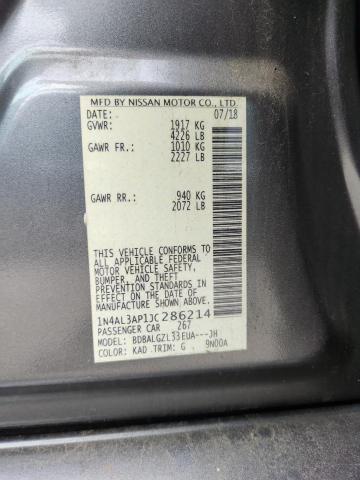 MFD BY NISSAN MOTOR CO., LTD.
DATE: 07/18
GVWR: 1917 KG
4226 LB
GAWR FR.: 1010 KG
2227 LB
GAWR RR.: 940 KG
2072 LB
THIS VEHICLE CONFORMS TO
ALL APPLICABLE FEDERAL
MOTOR VEHICLE SAFETY,
BUMPER, AND THEFT
PREVENTION STANDARDS IN
EFFECT ON THE DATE OF
MANUFACTURE SHOWN ABOVE.
1N4AL3AP1JC286214
PASSENGER CAR 267
MODEL: BDBALGZL33EUA---JH
COLOR: KAD TRIM: G 9N00A